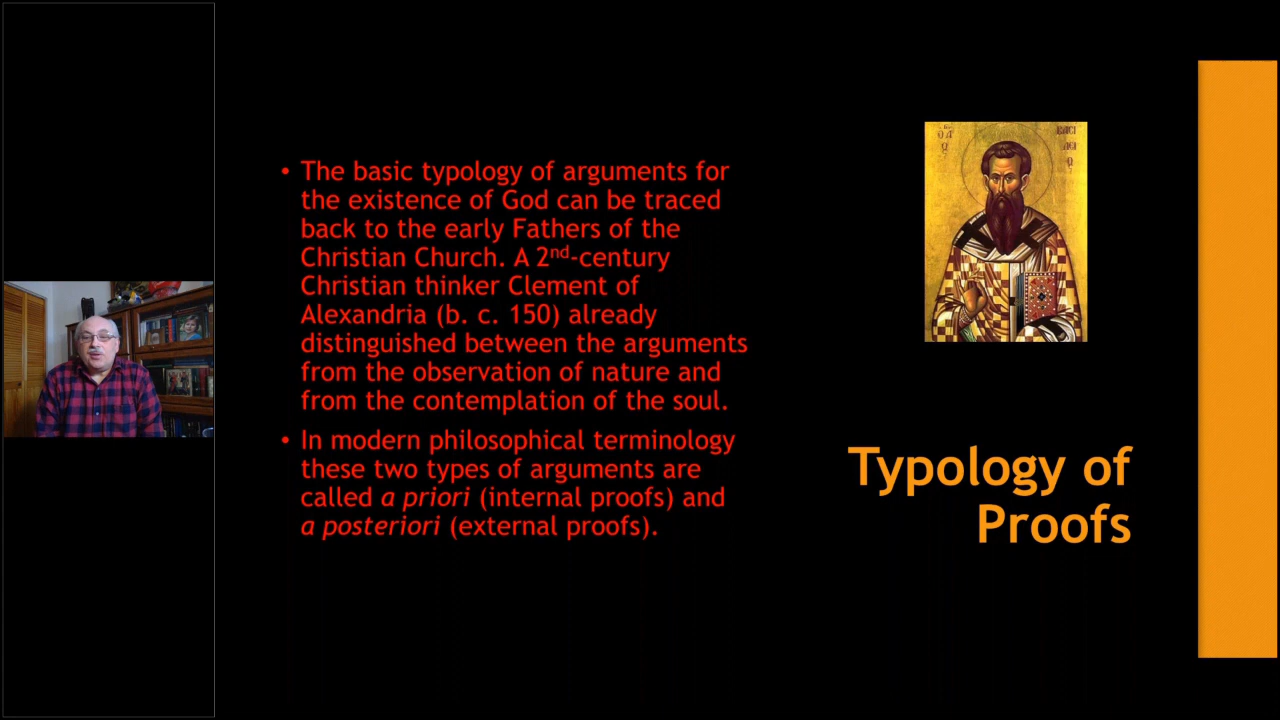 • The basic typology of arguments for
the existence of God can be traced
back to the early Fathers of the
Christian Church. A 2nd-century
Christian thinker Clement of
Alexandria (b. c. 150) already
distinguished between the arguments
from the observation of nature and
from the contemplation of the soul.
• In modern philosophical terminology
these two types of arguments are
called a priori (internal proofs) and
a posteriori (external proofs).
Typology of
Proofs